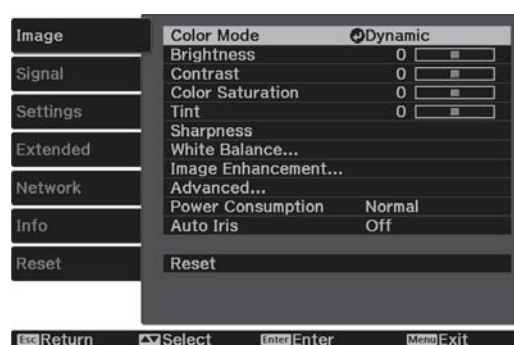 Image
Signal
Settings
Extended
Network
Info
Reset
Color Mode Dynamic
Brightness 0
Contrast 0
Color Saturation 0
Tint 0
Sharpness
White Balance...
Image Enhancement...
Advanced...
Power Consumption Normal
Auto Iris Off
Reset
Esc Return Select Enter Enter Menu Exit